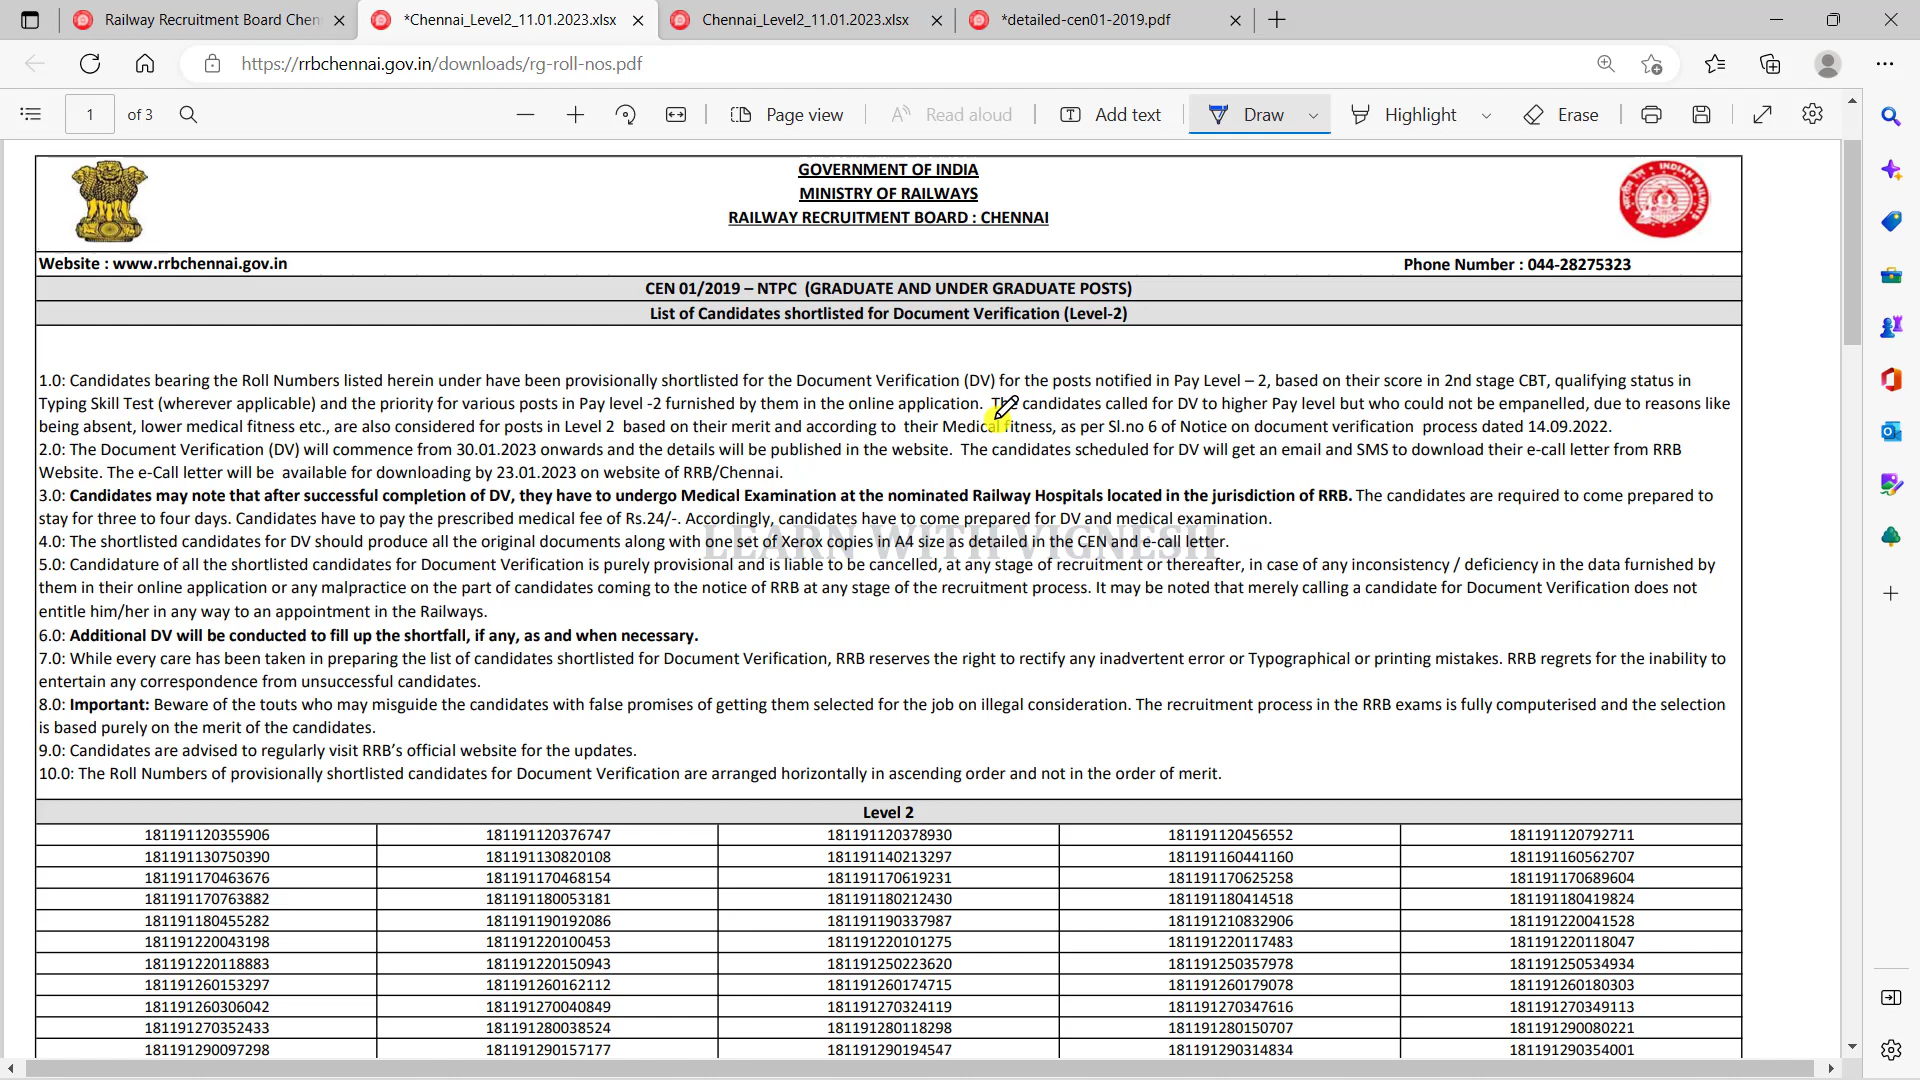 Railway Recruitment Board Chen
*Chennai_Level2_11.01.2023.xlsx
Chennai_Level2_11.01.2023.xlsx
*detailed-cen01-2019.pdf
https://rrbchennai.gov.in/downloads/rg-roll-nos.pdf
1 of 3
Page view
Read aloud
Add text
Draw
Highlight
Erase
GOVERNMENT OF INDIA
MINISTRY OF RAILWAYS
RAILWAY RECRUITMENT BOARD : CHENNAI
INDIAN RAILWAYS
Website : www.rrbchennai.gov.in Phone Number : 044-28275323
CEN 01/2019 – NTPC (GRADUATE AND UNDER GRADUATE POSTS)
List of Candidates shortlisted for Document Verification (Level-2)
1.0: Candidates bearing the Roll Numbers listed herein under have been provisionally shortlisted for the Document Verification (DV) for the posts notified in Pay Level – 2, based on their score in 2nd stage CBT, qualifying status in
Typing Skill Test (wherever applicable) and the priority for various posts in Pay level -2 furnished by them in the online application. The candidates called for DV to higher Pay level but who could not be empanelled, due to reasons like
being absent, lower medical fitness etc., are also considered for posts in Level 2 based on their merit and according to their Medical fitness, as per Sl.no 6 of Notice on document verification process dated 14.09.2022.
2.0: The Document Verification (DV) will commence from 30.01.2023 onwards and the details will be published in the website. The candidates scheduled for DV will get an email and SMS to download their e-call letter from RRB
Website. The e-Call letter will be available for downloading by 23.01.2023 on website of RRB/Chennai.
3.0: Candidates may note that after successful completion of DV, they have to undergo Medical Examination at the nominated Railway Hospitals located in the jurisdiction of RRB. The candidates are required to come prepared to
stay for three to four days. Candidates have to pay the prescribed medical fee of Rs.24/-. Accordingly, candidates have to come prepared for DV and medical examination.
LEARN WITH VIGNESH
4.0: The shortlisted candidates for DV should produce all the original documents along with one set of Xerox copies in A4 size as detailed in the CEN and e-call letter.
5.0: Candidature of all the shortlisted candidates for Document Verification is purely provisional and is liable to be cancelled, at any stage of recruitment or thereafter, in case of any inconsistency / deficiency in the data furnished by
them in their online application or any malpractice on the part of candidates coming to the notice of RRB at any stage of the recruitment process. It may be noted that merely calling a candidate for Document Verification does not
entitle him/her in any way to an appointment in the Railways.
6.0: Additional DV will be conducted to fill up the shortfall, if any, as and when necessary.
7.0: While every care has been taken in preparing the list of candidates shortlisted for Document Verification, RRB reserves the right to rectify any inadvertent error or Typographical or printing mistakes. RRB regrets for the inability to
entertain any correspondence from unsuccessful candidates.
8.0: Important: Beware of the touts who may misguide the candidates with false promises of getting them selected for the job on illegal consideration. The recruitment process in the RRB exams is fully computerised and the selection
is based purely on the merit of the candidates.
9.0: Candidates are advised to regularly visit RRB's official website for the updates.
10.0: The Roll Numbers of provisionally shortlisted candidates for Document Verification are arranged horizontally in ascending order and not in the order of merit.
Level 2
181191120355906 181191120376747 181191120378930 181191120456552 181191120792711
181191130750390 181191130820108 181191140213297 181191160441160 181191160562707
181191170463676 181191170468154 181191170619231 181191170625258 181191170689604
181191170763882 181191180053181 181191180212430 181191180414518 181191180419824
181191180455282 181191190192086 181191190337987 181191210832906 181191220041528
181191220043198 181191220100453 181191220101275 181191220117483 181191220118047
181191220118883 181191220150943 181191250223620 181191250357978 181191250534934
181191260153297 181191260162112 181191260174715 181191260179078 181191260180303
181191260306042 181191270040849 181191270324119 181191270347616 181191270349113
181191270352433 181191280038524 181191280118298 181191280150707 181191290080221
181191290097298 181191290157177 181191290194547 181191290314834 181191290354001